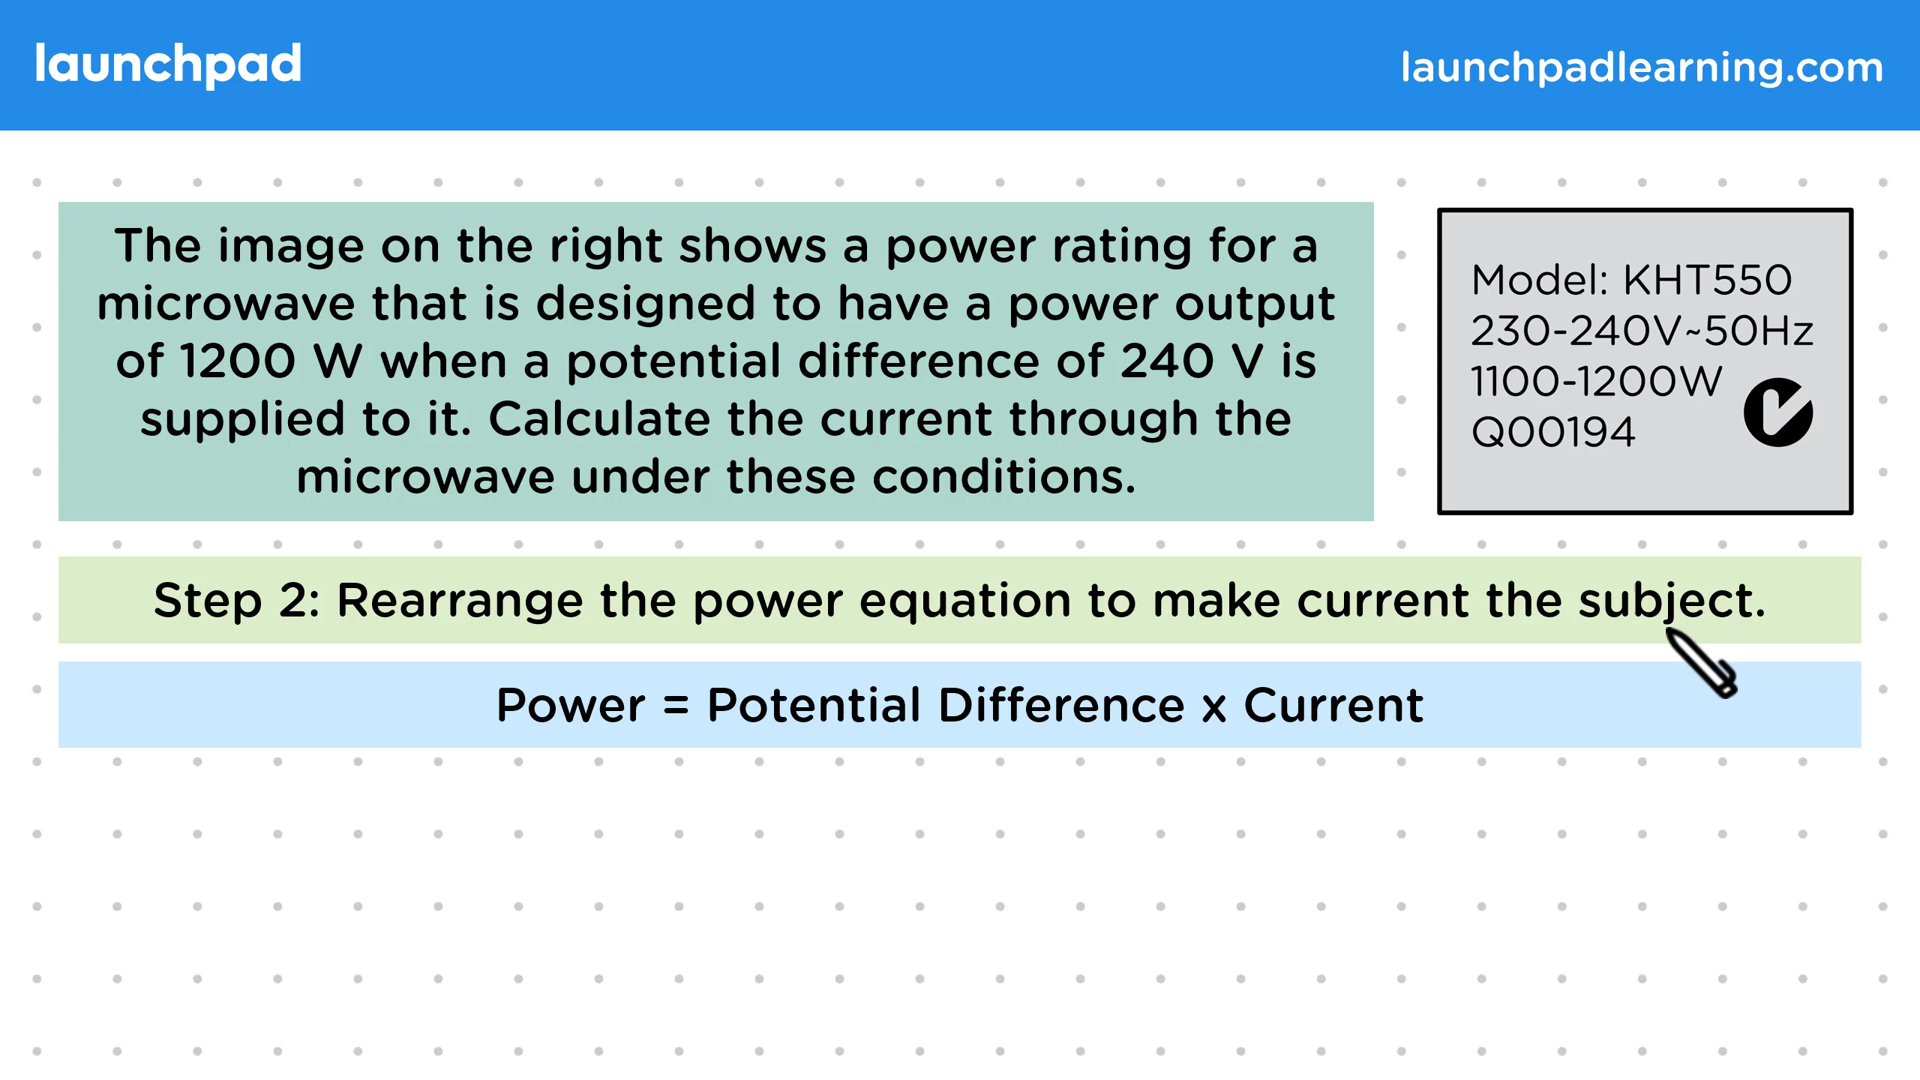 launchpad
launchpadlearning.com
The image on the right shows a power rating for a
microwave that is designed to have a power output
of 1200 W when a potential difference of 240 V is
supplied to it. Calculate the current through the
microwave under these conditions.
Model: KHT550
230-240V~50Hz
1100-1200W
Q00194
Step 2: Rearrange the power equation to make current the subject.
Power = Potential Difference x Current